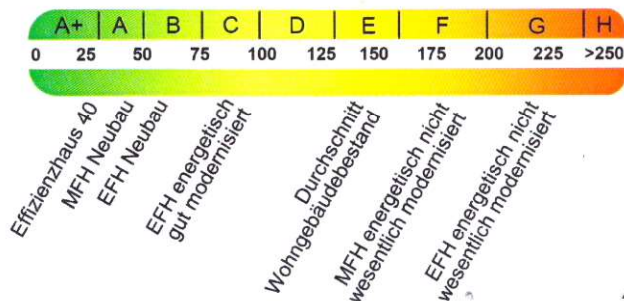 A+ A B C D E F G H
0 25 50 75 100 125 150 175 200 225 >250
Effizienzhaus 40
MFH Neubau
EFH Neubau
EFH energetisch
gut modernisiert
Durchschnitt
Wohngebäudebestand
MFH energetisch nicht
wesentlich modernisiert
EFH energetisch nicht
wesentlich modernisiert